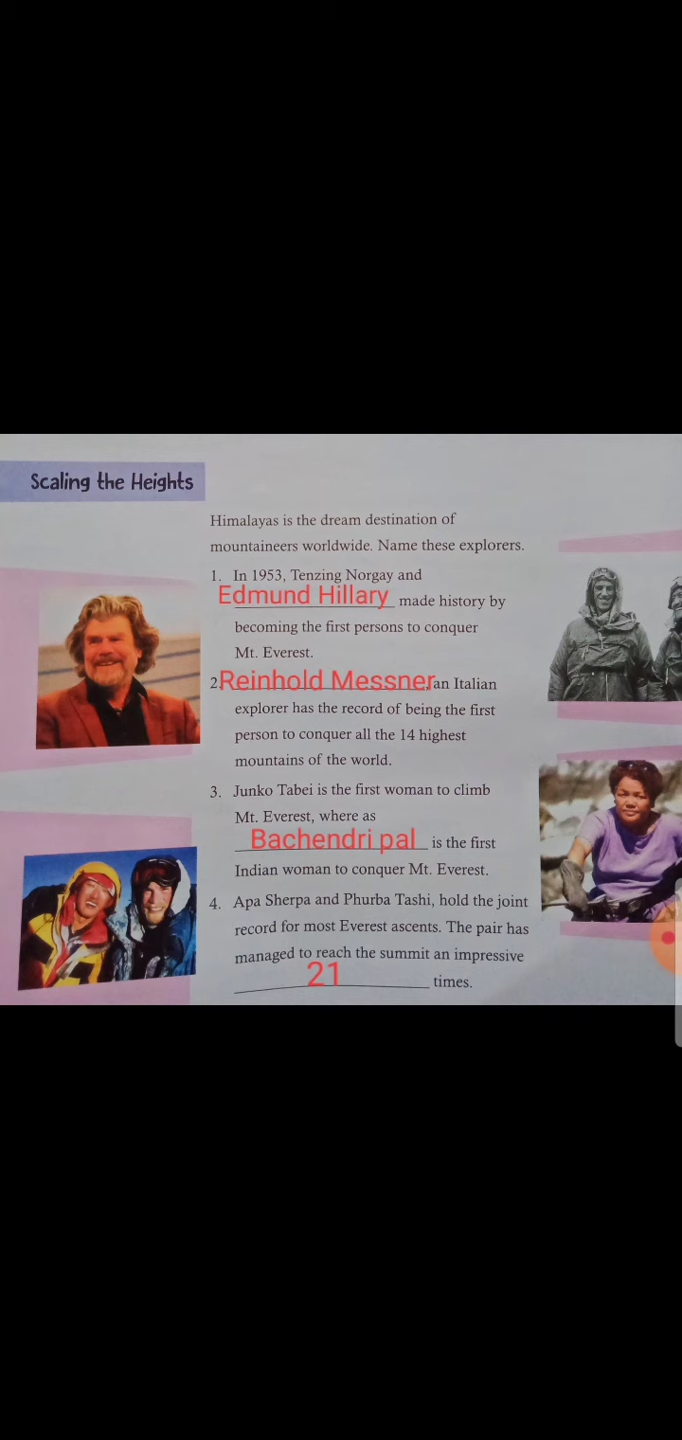 Scaling the Heights
Himalayas is the dream destination of
mountaineers worldwide. Name these explorers.
1. In 1953, Tenzing Norgay and
Edmund Hillary made history by
becoming the first persons to conquer
Mt. Everest.
2. Reinhold Messner, an Italian
explorer has the record of being the first
person to conquer all the 14 highest
mountains of the world.
3. Junko Tabei is the first woman to climb
Mt. Everest, where as
Bachendri pal is the first
Indian woman to conquer Mt. Everest.
4. Apa Sherpa and Phurba Tashi, hold the joint
record for most Everest ascents. The pair has
managed to reach the summit an impressive
21 times.